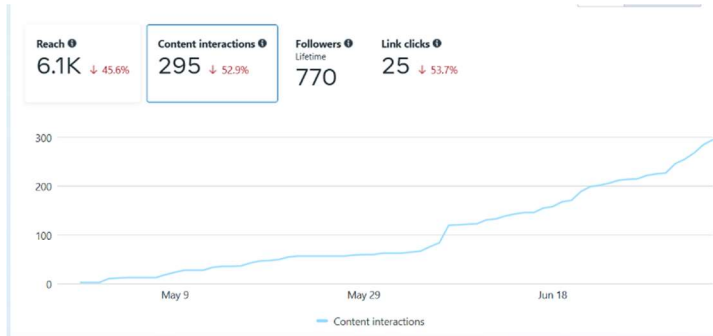 Reach
6.1K ↓ 45.6%
Content interactions
295 ↓ 52.9%
Followers
Lifetime
770
Link clicks
25 ↓ 53.7%
300
200
100
0
May 9
May 29
Jun 18
Content interactions